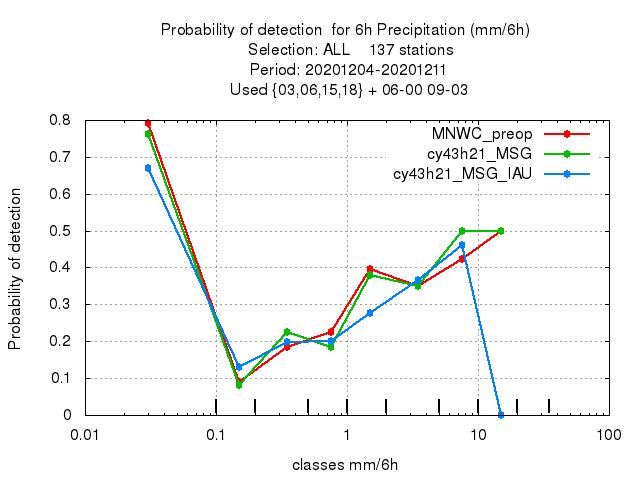 Probability of detection  for 6h Precipitation (mm/6h)
Selection: ALL    137 stations
Period: 20201204-20201211
Used {03,06,15,18} + 06-00 09-03
MNWC_preop
cy43h21_MSG
cy43h21_MSG_IAU
Probability of detection
0.8
0.7
0.6
0.5
0.4
0.3
0.2
0.1
0
0.01 0.1 1 10 100
classes mm/6h